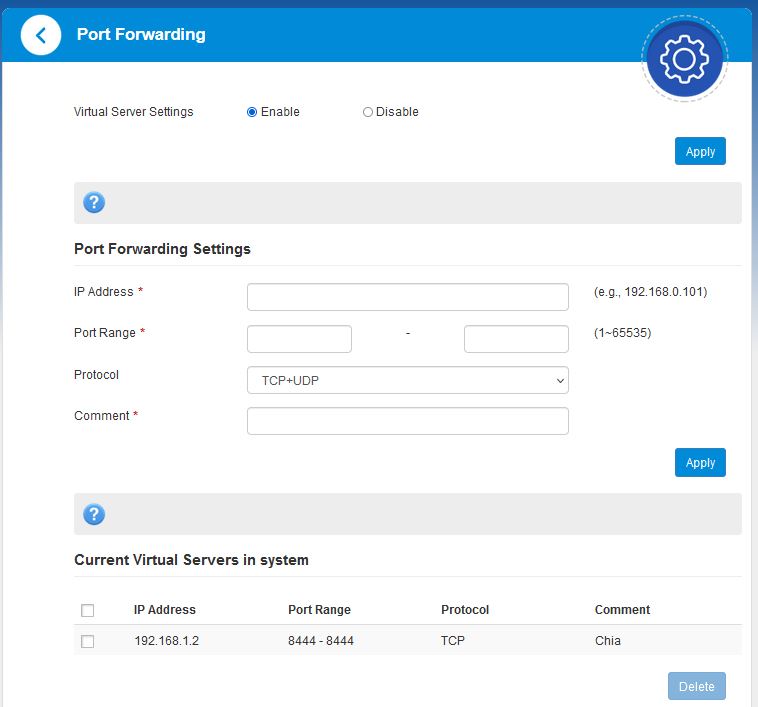 Port Forwarding
Virtual Server Settings Enable Disable
Apply
?
Port Forwarding Settings
IP Address * (e.g., 192.168.0.101)
Port Range * - (1~65535)
Protocol TCP+UDP
Comment *
Apply
?
Current Virtual Servers in system
IP Address Port Range Protocol Comment
192.168.1.2 8444 - 8444 TCP Chia
Delete